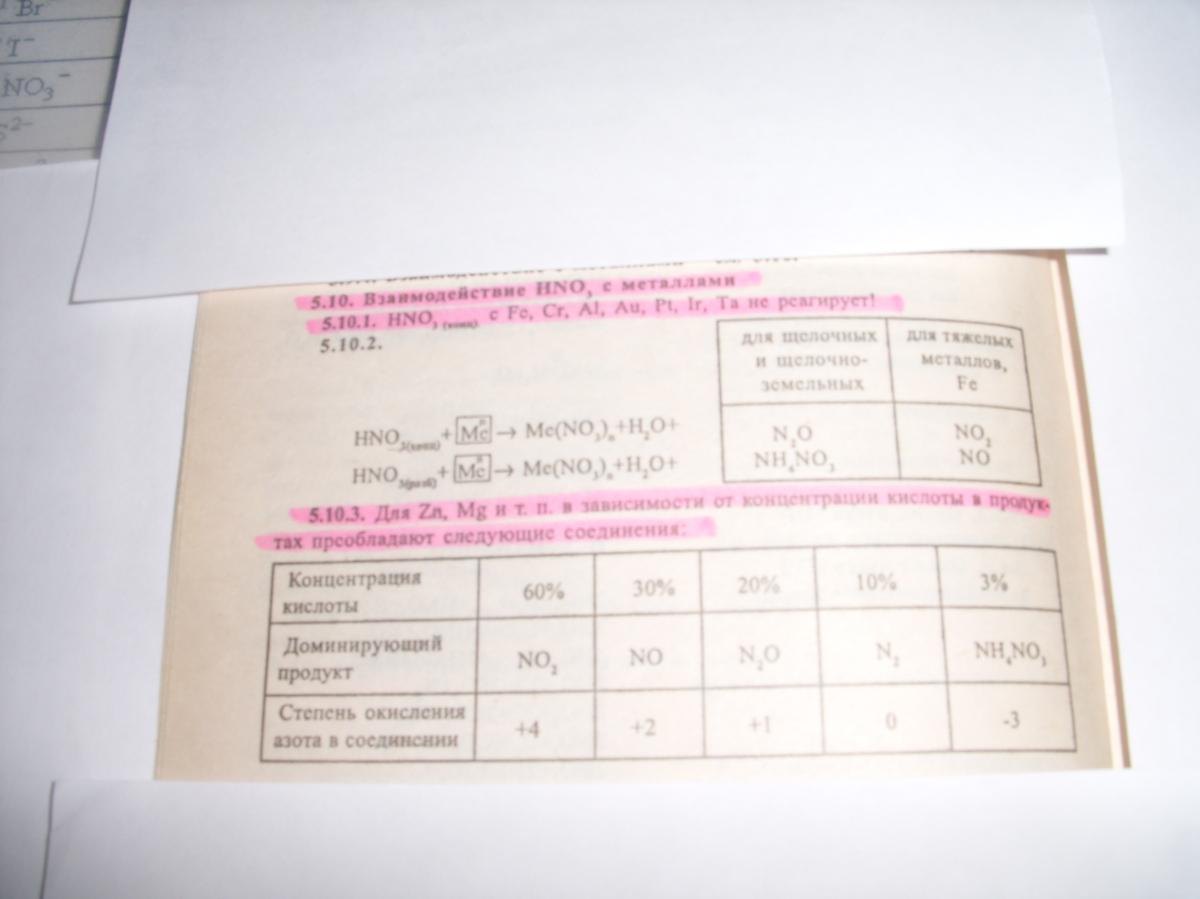 Br⁻
I⁻
NO₃⁻
S²⁻
5.10. Взаимодействие HNO₃ с металлами
5.10.1. HNO₃ (конц) с Fe, Cr, Al, Au, Pt, Ir, Ta не реагирует!
5.10.2.
для щелочных и щелочно-земельных
для тяжелых металлов, Fe
HNO₃(конц) + Meⁿ → Me(NO₃)ₙ+H₂O+ N₂O NO₂
HNO₃(разб) + Meⁿ → Me(NO₃)ₙ+H₂O+ NH₄NO₃ NO
5.10.3. Для Zn, Mg и т. п. в зависимости от концентрации кислоты в продук-
тах преобладают следующие соединения:
Концентрация кислоты 60% 30% 20% 10% 3%
Доминирующий продукт NO₂ NO N₂O N₂ NH₄NO₃
Степень окисления азота в соединении +4 +2 +1 0 -3